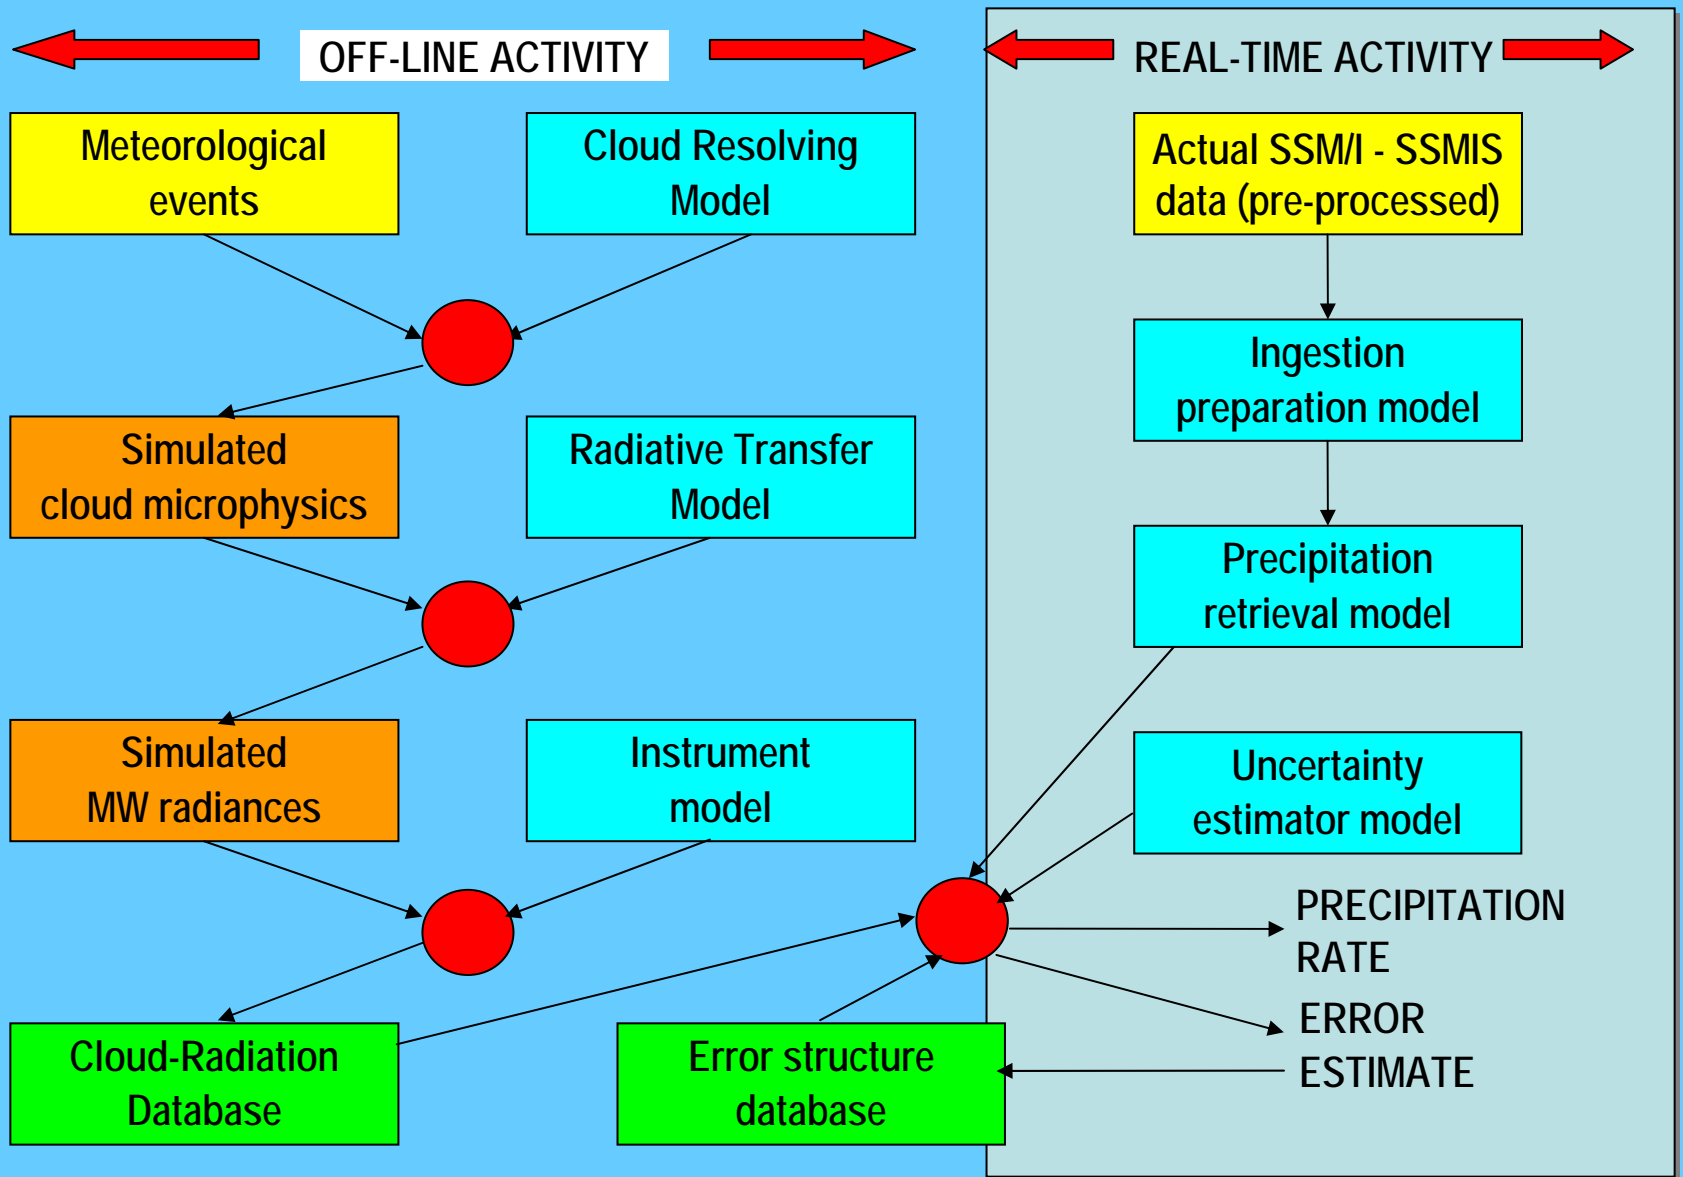 OFF-LINE ACTIVITY
REAL-TIME ACTIVITY
Meteorological
events
Cloud Resolving
Model
Actual SSM/I - SSMIS
data (pre-processed)
Ingestion
preparation model
Simulated
cloud microphysics
Radiative Transfer
Model
Precipitation
retrieval model
Simulated
MW radiances
Instrument
model
Uncertainty
estimator model
PRECIPITATION
RATE
ERROR
ESTIMATE
Cloud-Radiation
Database
Error structure
database